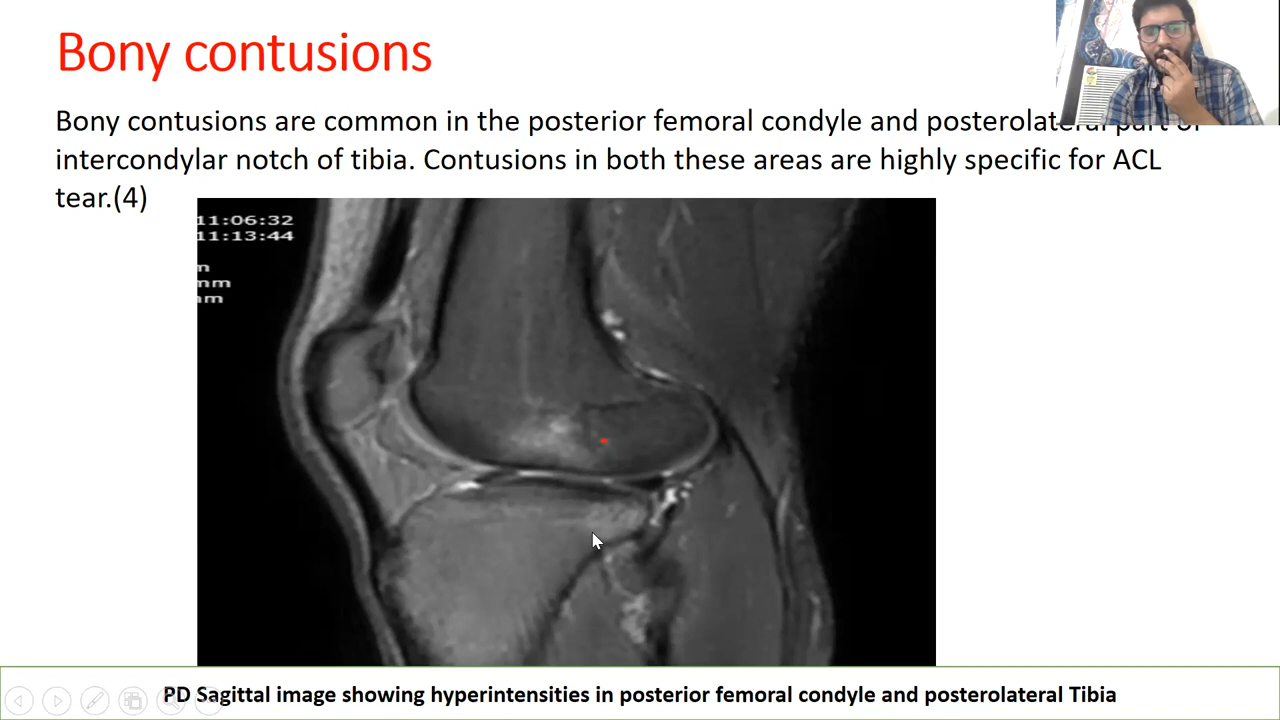 Bony contusions
Bony contusions are common in the posterior femoral condyle and posterolateral part of
intercondylar notch of tibia. Contusions in both these areas are highly specific for ACL
tear.(4)
11:06:32
11:13:44
m
mm
mm
PD Sagittal image showing hyperintensities in posterior femoral condyle and posterolateral Tibia